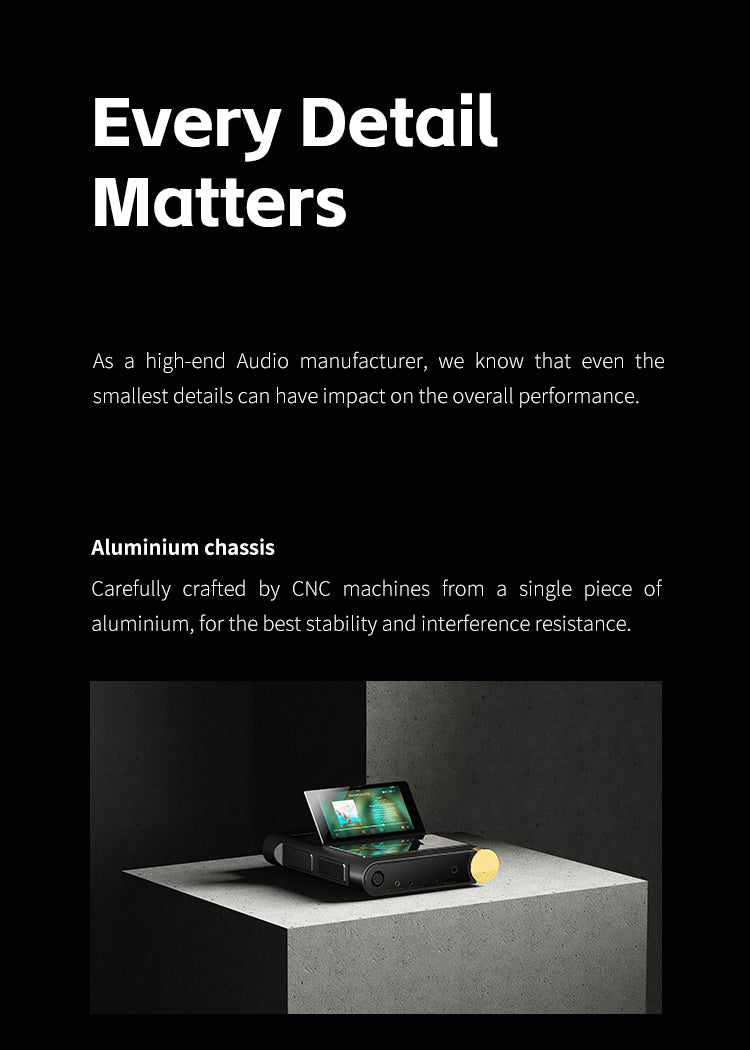 Every Detail
Matters
As a high-end Audio manufacturer, we know that even the
smallest details can have impact on the overall performance.
Aluminium chassis
Carefully crafted by CNC machines from a single piece of
aluminium, for the best stability and interference resistance.